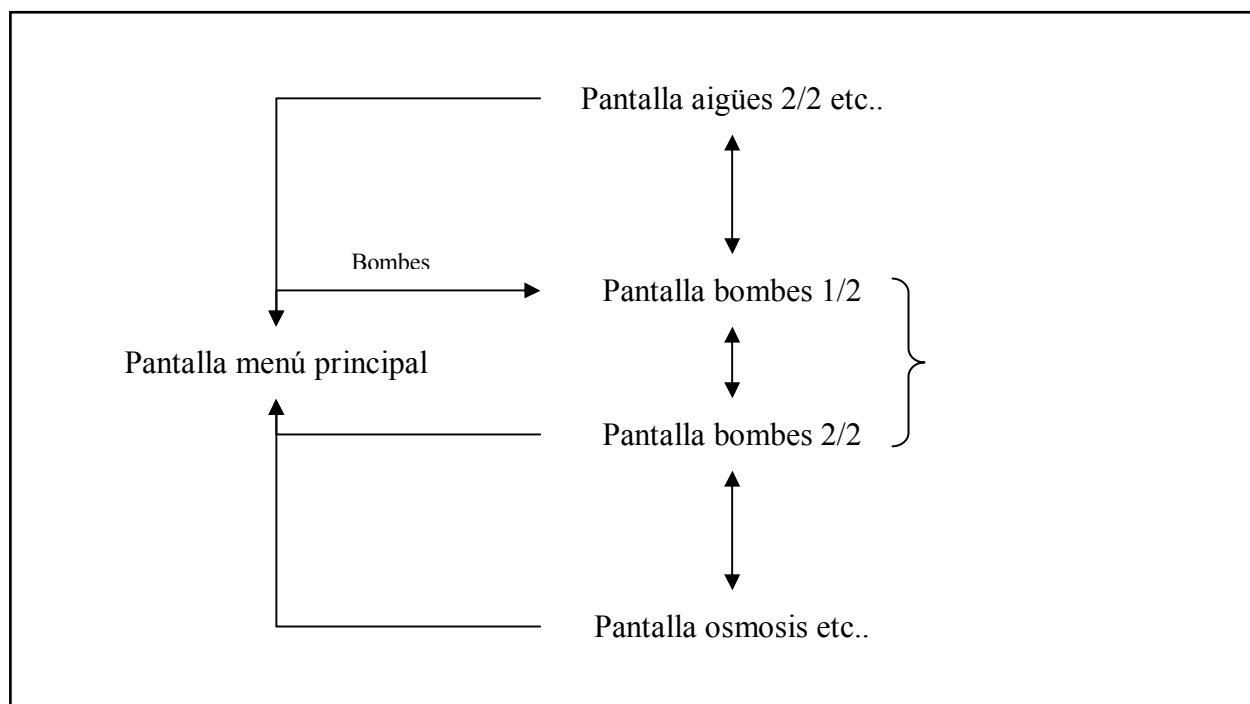 Pantalla aigües 2/2 etc..
Bombes
Pantalla bombes 1/2
Pantalla menú principal
Pantalla bombes 2/2
Pantalla osmosis etc..